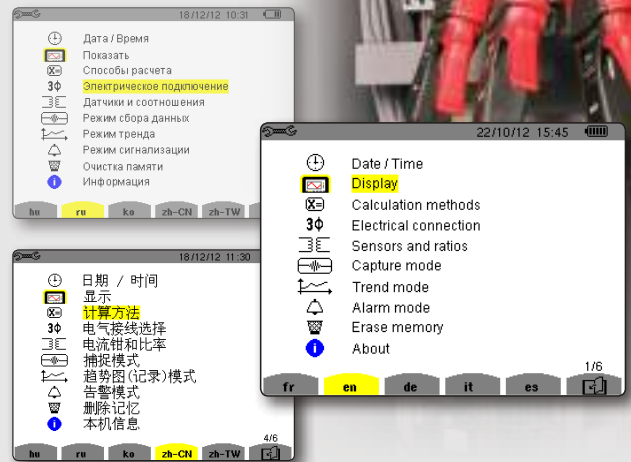 18/12/12 10:31
Дата / Время
Показать
Способы расчета
3Φ Электрическое подключение
Датчики и соотношения
Режим сбора данных
Режим тренда
Режим сигнализации
Очистка памяти
Информация
hu ru ko zh-CN zh-TW
22/10/12 15:45
Date / Time
Display
X= Calculation methods
3Φ Electrical connection
Sensors and ratios
Capture mode
Trend mode
Alarm mode
Erase memory
i About
1/6
fr en de it es
18/12/12 11:30
日期 / 时间
显示
X= 计算方法
3Φ 电气接线选择
电流钳和比率
捕捉模式
趋势图(记录)模式
告警模式
删除记忆
i 本机信息
4/6
hu ru ko zh-CN zh-TW